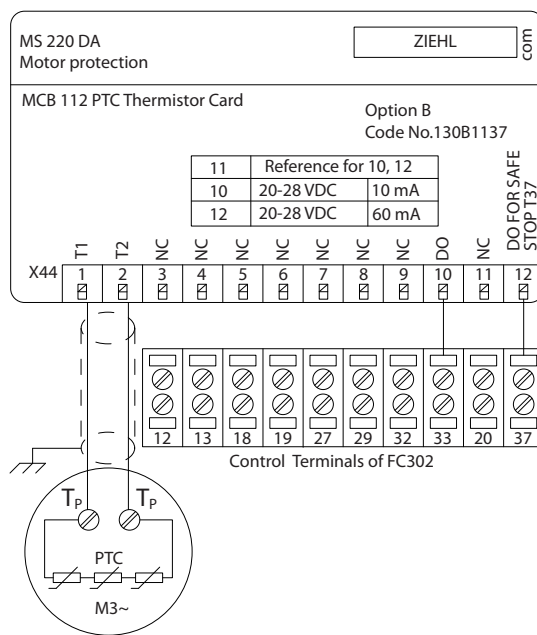 MS 220 DA
Motor protection
ZIEHL
com
MCB 112 PTC Thermistor Card
Option B
Code No.130B1137
11 Reference for 10, 12
10 20-28 VDC 10 mA
12 20-28 VDC 60 mA
T1 T2 NC NC NC NC NC NC NC DO NC DO FOR SAFE
STOP T37
X44 1 2 3 4 5 6 7 8 9 10 11 12
12 13 18 19 27 29 32 33 20 37
Control Terminals of FC302
TP TP
PTC
M3~